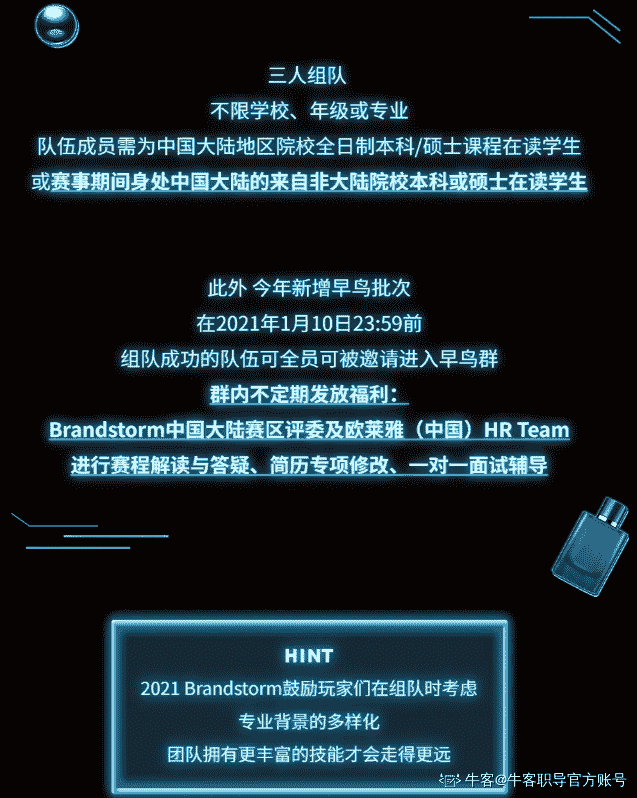 三人组队
不限学校、年级或专业
队伍成员需为中国大陆地区院校全日制本科/硕士课程在读学生
或赛事期间身处中国大陆的来自非大陆院校本科或硕士在读学生
此外 今年新增早鸟批次
在2021年1月10日23:59前
组队成功的队伍可全员可被邀请进入早鸟群
群内不定期发放福利：
Brandstorm中国大陆赛区评委及欧莱雅（中国）HR Team
进行赛程解读与答疑、简历专项修改、一对一面试辅导
HINT
2021 Brandstorm鼓励玩家们在组队时考虑
专业背景的多样化
团队拥有更丰富的技能才会走得更远
牛客@牛客职导官方账号